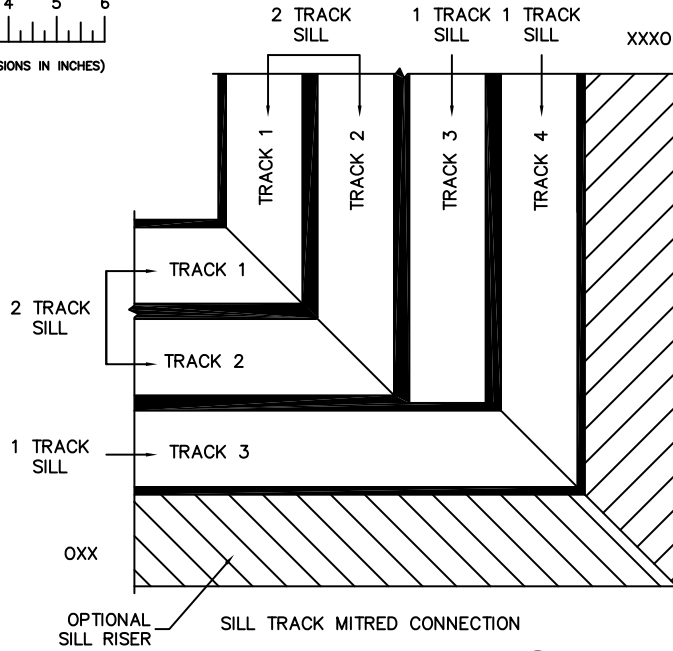 4 5 6
SIONS IN INCHES)
2 TRACK
SILL
1 TRACK
SILL
1 TRACK
SILL
XXXO
TRACK 1
TRACK 2
TRACK 3
TRACK 4
TRACK 1
2 TRACK
SILL
TRACK 2
1 TRACK
SILL
TRACK 3
OXX
OPTIONAL
SILL RISER
SILL TRACK MITRED CONNECTION